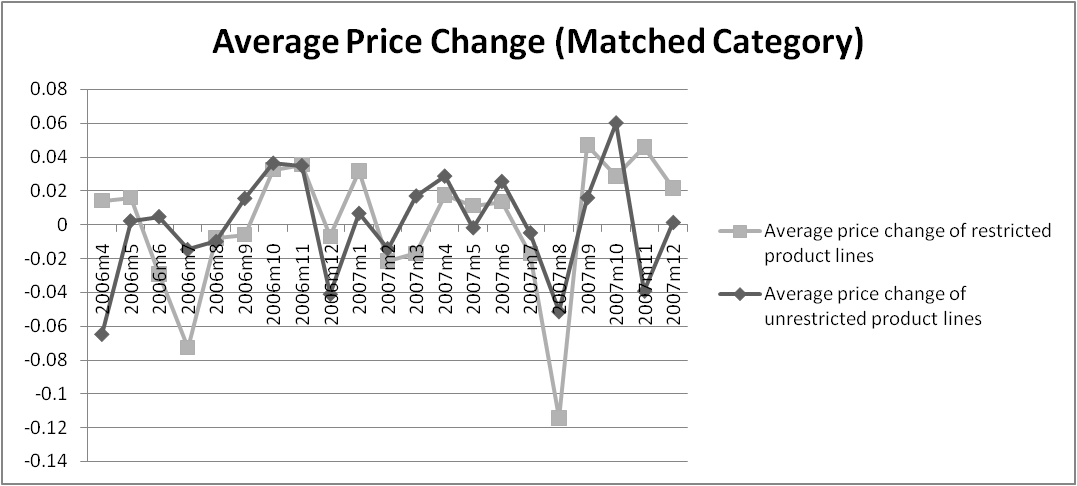 Average Price Change (Matched Category)
0.08
0.06
0.04
0.02
0
-0.02
-0.04
-0.06
-0.08
-0.1
-0.12
-0.14
2006m4
2006m5
2006m6
2006m7
2006m8
2006m9
2006m10
2006m11
2006m12
2007m1
2007m2
2007m3
2007m4
2007m5
2007m6
2007m7
2007m8
2007m9
2007m10
2007m11
2007m12
Average price change of restricted
product lines
Average price change of
unrestricted product lines